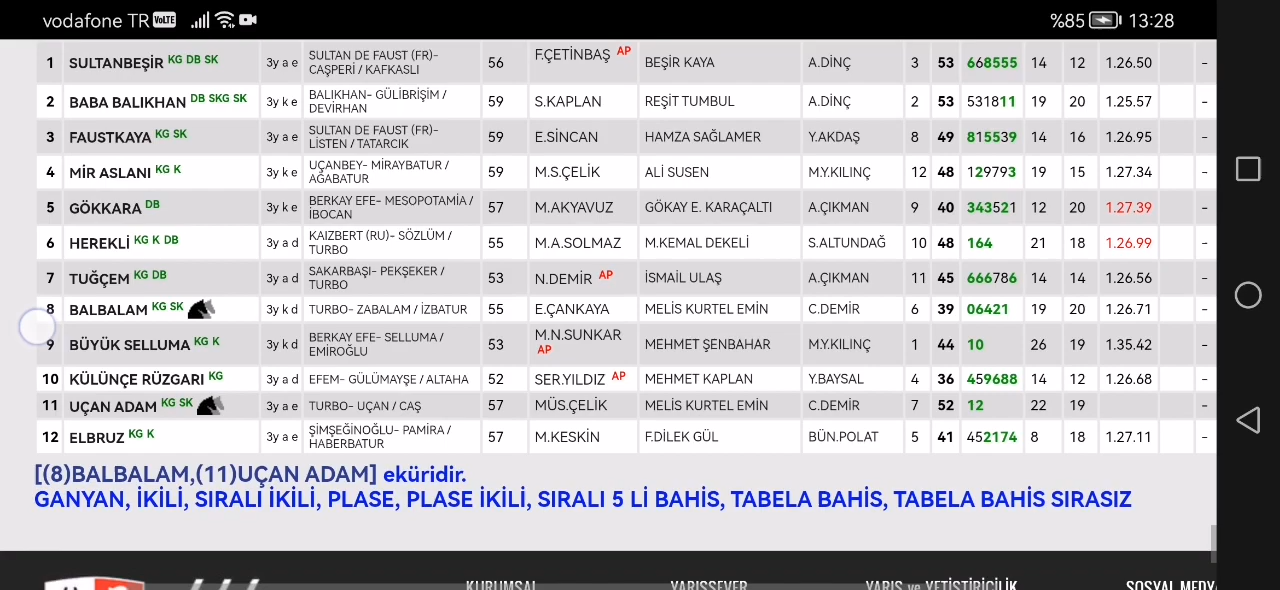 vodafone TR VoLTE %85 13:28
1 SULTANBEŞİR KG DB SK 3y a e SULTAN DE FAUST (FR)- CAŞPERİ / KAFKASLI 56 F.ÇETİNBAŞ AP BEŞİR KAYA A.DİNÇ 3 53 668555 14 12 1.26.50 -
2 BABA BALIKHAN DB SKG SK 3y k e BALIKHAN- GÜLİBRİŞİM / DEVİRHAN 59 S.KAPLAN REŞİT TUMBUL A.DİNÇ 2 53 531811 19 20 1.25.57 -
3 FAUSTKAYA KG SK 3y a e SULTAN DE FAUST (FR)- LİSTEN / TATARCIK 59 E.SİNCAN HAMZA SAĞLAMER Y.AKDAŞ 8 49 815539 14 16 1.26.95 -
4 MİR ASLANI KG K 3y k e UÇANBEY- MİRAYBATUR / AĞABATUR 59 M.S.ÇELİK ALİ SUSEN M.Y.KILINÇ 12 48 129793 19 15 1.27.34 -
5 GÖKKARA DB 3y k e BERKAY EFE- MESOPOTAMİA / İBOCAN 57 M.AKYAVUZ GÖKAY E. KARAÇALTI A.ÇIKMAN 9 40 343521 12 20 1.27.39 -
6 HEREKLİ KG K DB 3y a d KAIZBERT (RU)- SÖZLÜM / TURBO 55 M.A.SOLMAZ M.KEMAL DEKELİ S.ALTUNDAĞ 10 48 164 21 18 1.26.99 -
7 TUĞÇEM KG DB 3y a d SAKARBAŞI- PEKŞEKER / TURBO 53 N.DEMİR AP İSMAİL ULAŞ A.ÇIKMAN 11 45 666786 14 14 1.26.56 -
8 BALBALAM KG SK 3y k d TURBO- ZABALAM / İZBATUR 55 E.ÇANKAYA MELİS KURTEL EMİN C.DEMİR 6 39 06421 19 20 1.26.71 -
9 BÜYÜK SELLUMA KG K 3y k d BERKAY EFE- SELLUMA / EMİROĞLU 53 M.N.SUNKAR AP MEHMET ŞENBAHAR M.Y.KILINÇ 1 44 10 26 19 1.35.42 -
10 KÜLÜNÇE RÜZGARI KG 3y a d EFEM- GÜLÜMAYŞE / ALTAHA 52 SER.YILDIZ AP MEHMET KAPLAN Y.BAYSAL 4 36 459688 14 12 1.26.68 -
11 UÇAN ADAM KG SK 3y a e TURBO- UÇAN / CAŞ 57 MÜS.ÇELİK MELİS KURTEL EMİN C.DEMİR 7 52 12 22 19 -
12 ELBRUZ KG K 3y a e ŞİMŞEĞİNOĞLU- PAMİRA / HABERBATUR 57 M.KESKİN F.DİLEK GÜL BÜN.POLAT 5 41 452174 8 18 1.27.11 -
[(8)BALBALAM,(11)UÇAN ADAM] eküridir.
GANYAN, İKİLİ, SIRALI İKİLİ, PLASE, PLASE İKİLİ, SIRALI 5 Lİ BAHİS, TABELA BAHİS, TABELA BAHİS SIRASIZ
KURUMSAL YARIŞSEVER YARIŞ ve YETİŞTİRİCİLİK SOSYAL MEDYA